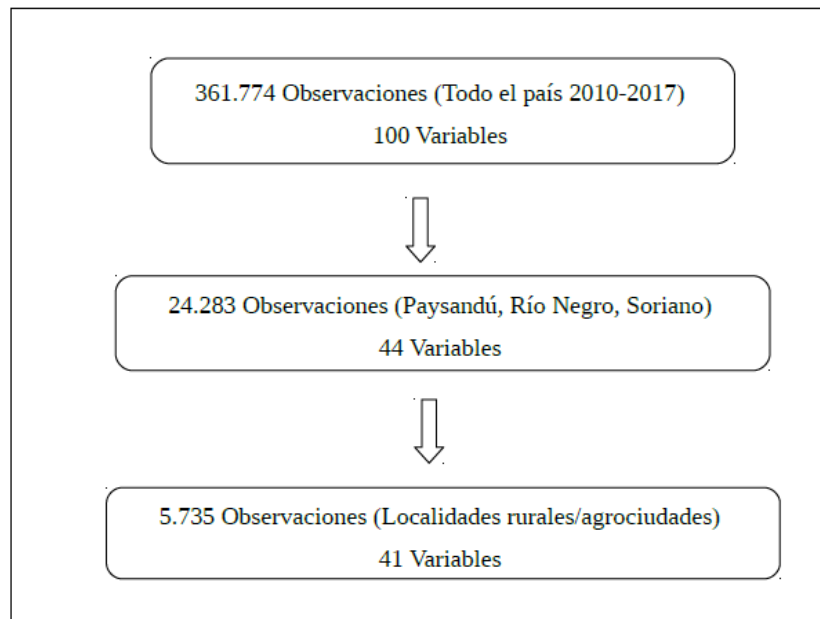 361.774 Observaciones (Todo el país 2010-2017)
100 Variables
24.283 Observaciones (Paysandú, Río Negro, Soriano)
44 Variables
5.735 Observaciones (Localidades rurales/agrociudades)
41 Variables